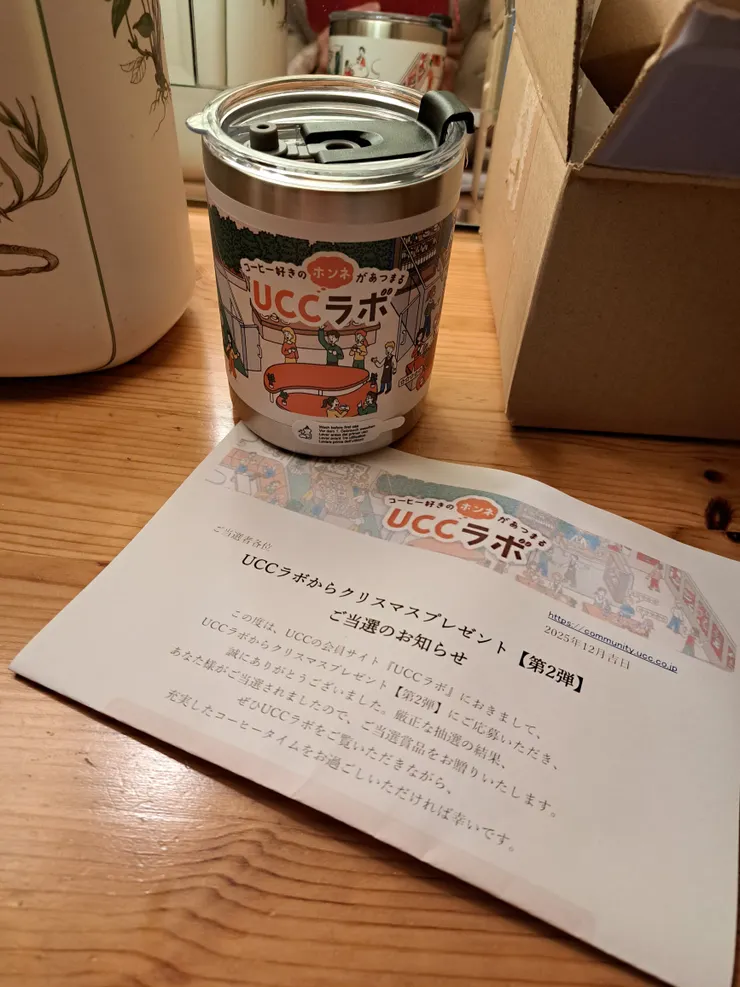 コーヒー好きの ホンネ があつまる
UCCラボ
Wash before first use
コーヒー好きの ホンネ があつまる
UCCラボ
https://community.ucc.co.jp
2025年12月吉日
ご当選者各位
UCCラボからクリスマスプレゼント【第2弾】
ご当選のお知らせ
この度は、UCCの会員サイト『UCCラボ』におきまして、
UCCラボからクリスマスプレゼント【第2弾】にご応募いただき、
誠にありがとうございました。厳正な抽選の結果、
あなた様がご当選されましたので、ご当選賞品をお贈りいたします。
ぜひUCCラボをご覧いただきながら、
充実したコーヒータイムをお過ごしいただければ幸いです。